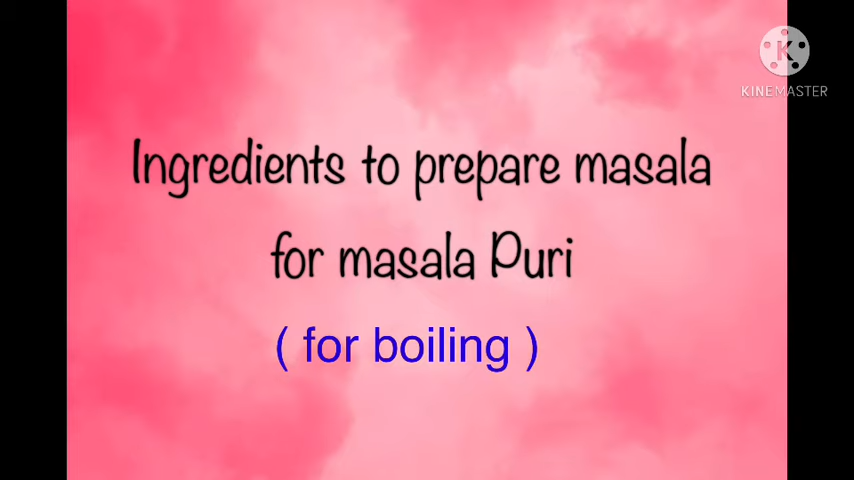 KINEMASTER
Ingredients to prepare masala
for masala Puri
( for boiling )